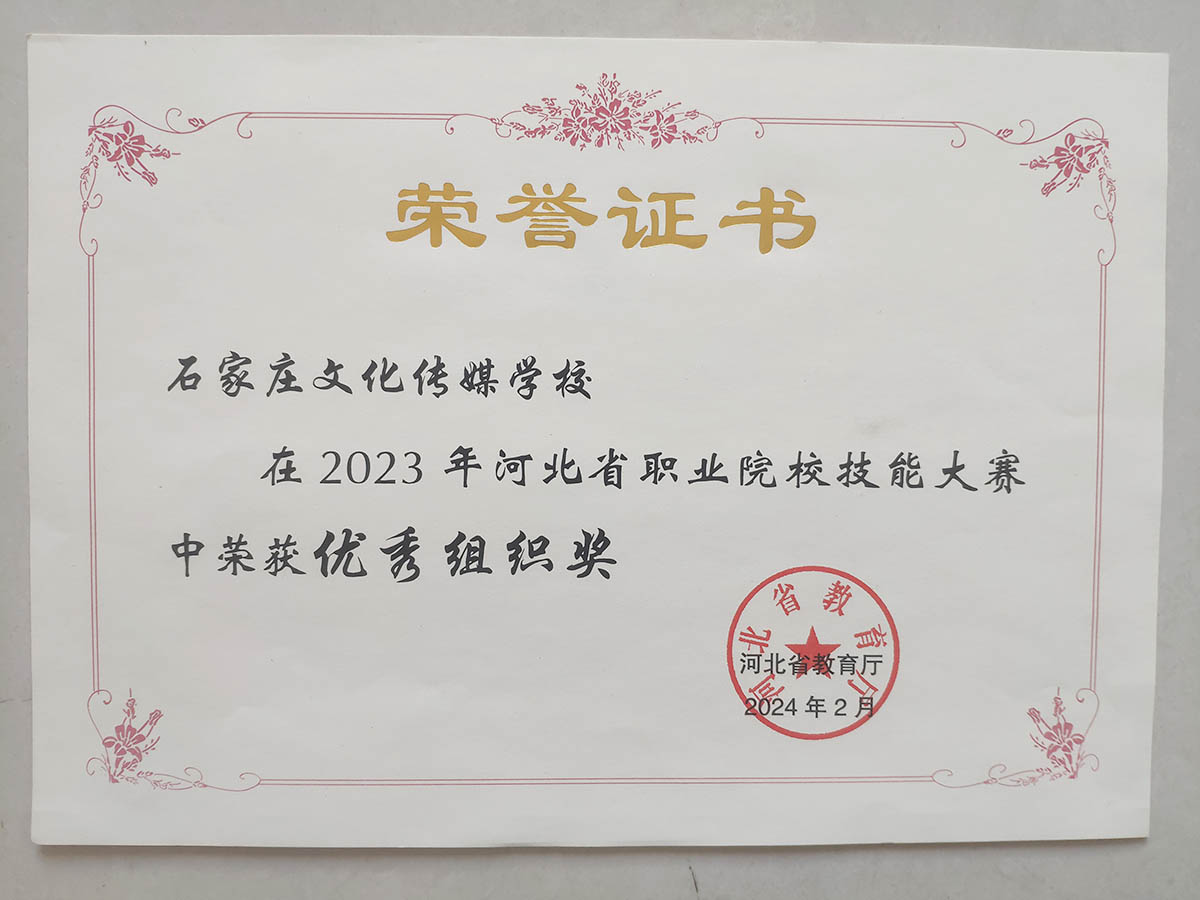 荣誉证书
石家庄文化传媒学校
在2023年河北省职业院校技能大赛
中荣获优秀组织奖
河北省教育厅
河北省教育厅
2024年2月